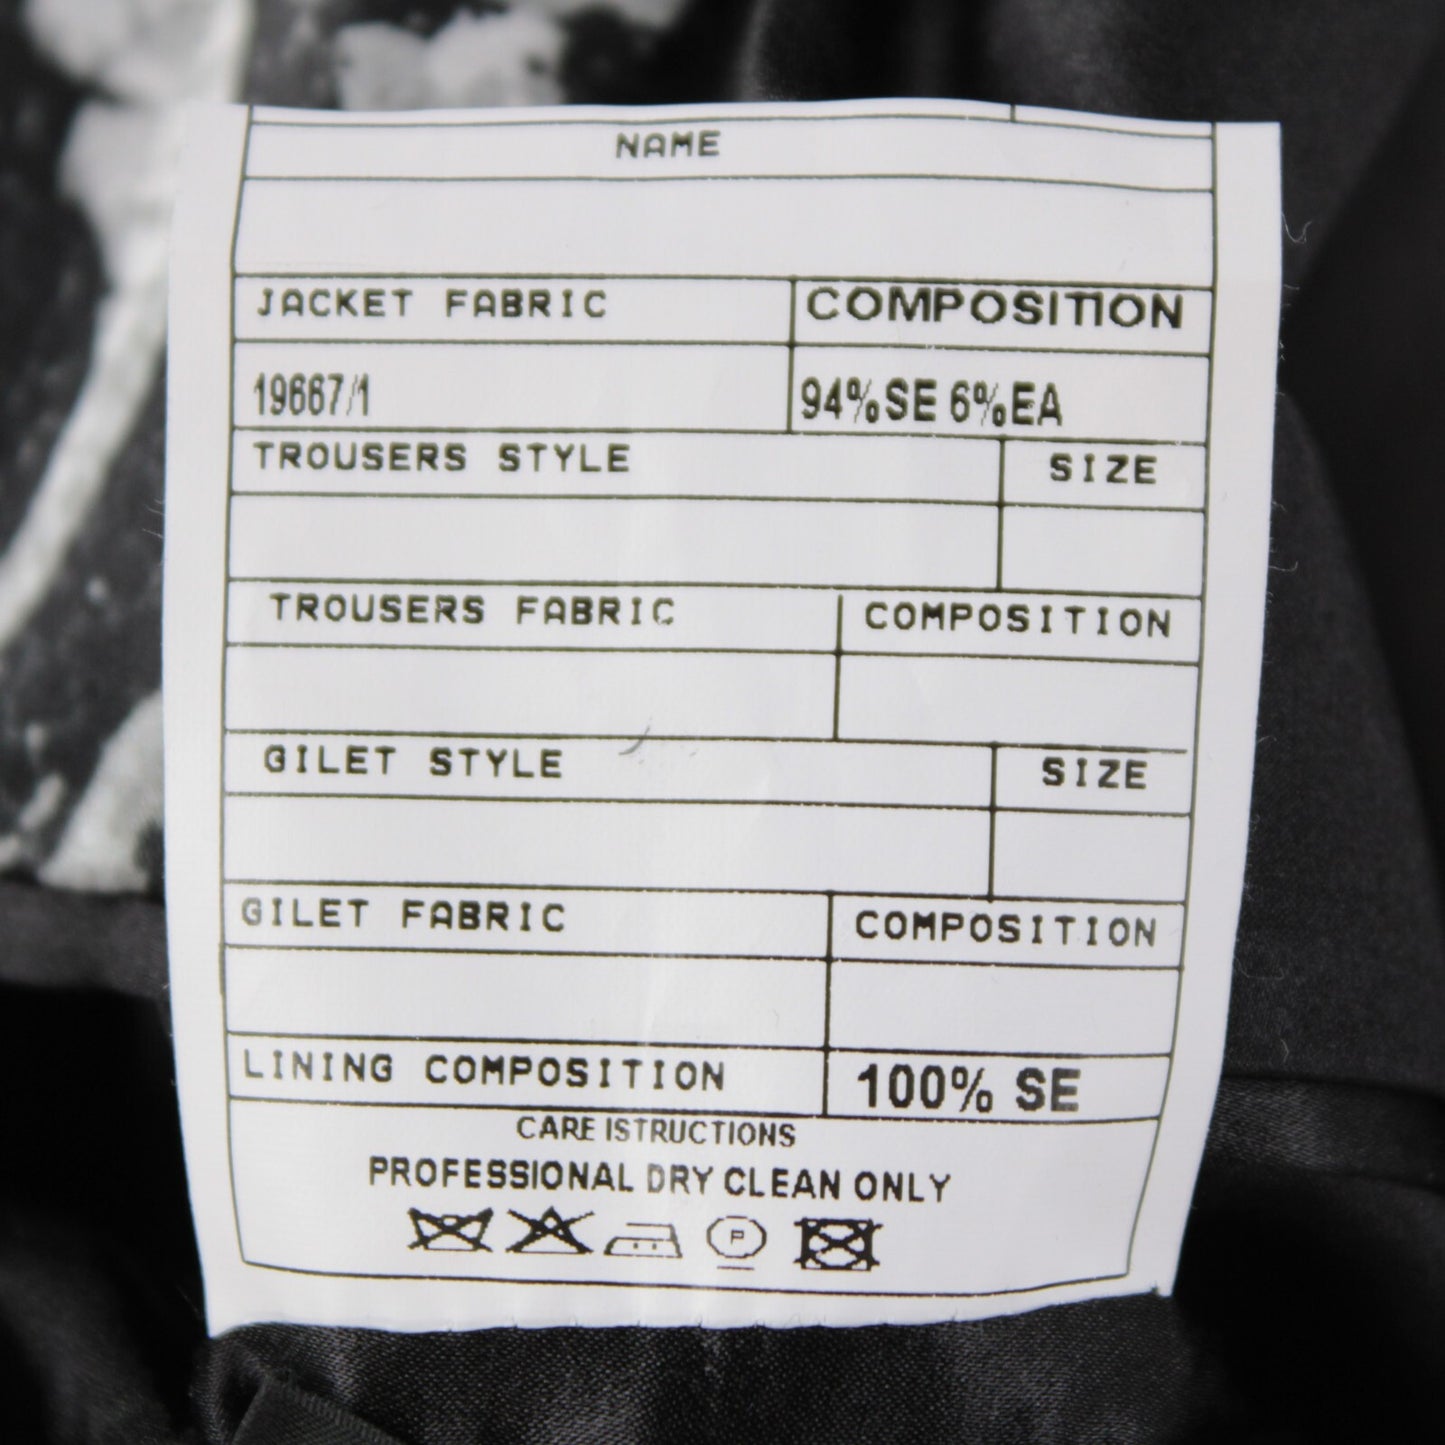 NAME
JACKET FABRIC COMPOSITION
19667/1 94%SE 6%EA
TROUSERS STYLE SIZE
TROUSERS FABRIC COMPOSITION
GILET STYLE SIZE
GILET FABRIC COMPOSITION
LINING COMPOSITION 100% SE
CARE ISTRUCTIONS
PROFESSIONAL DRY CLEAN ONLY
P